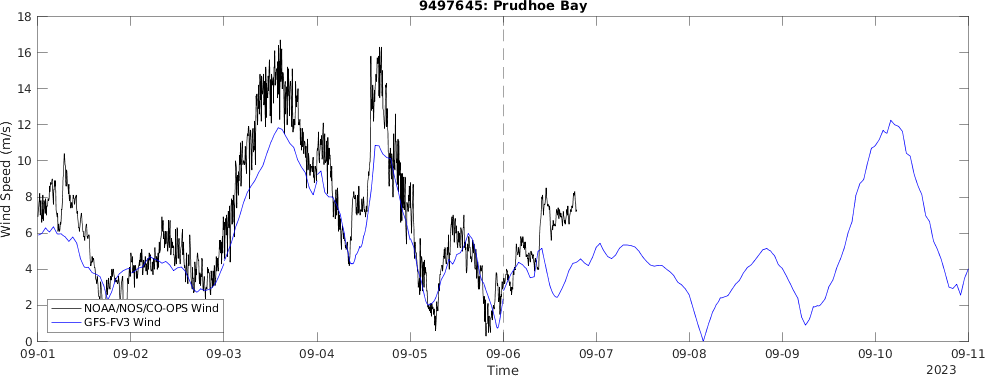 9497645: Prudhoe Bay
18
16
14
12
10
8
6
4
2
0
Wind Speed (m/s)
NOAA/NOS/CO-OPS Wind
GFS-FV3 Wind
09-01 09-02 09-03 09-04 09-05 09-06 09-07 09-08 09-09 09-10 09-11
Time
2023